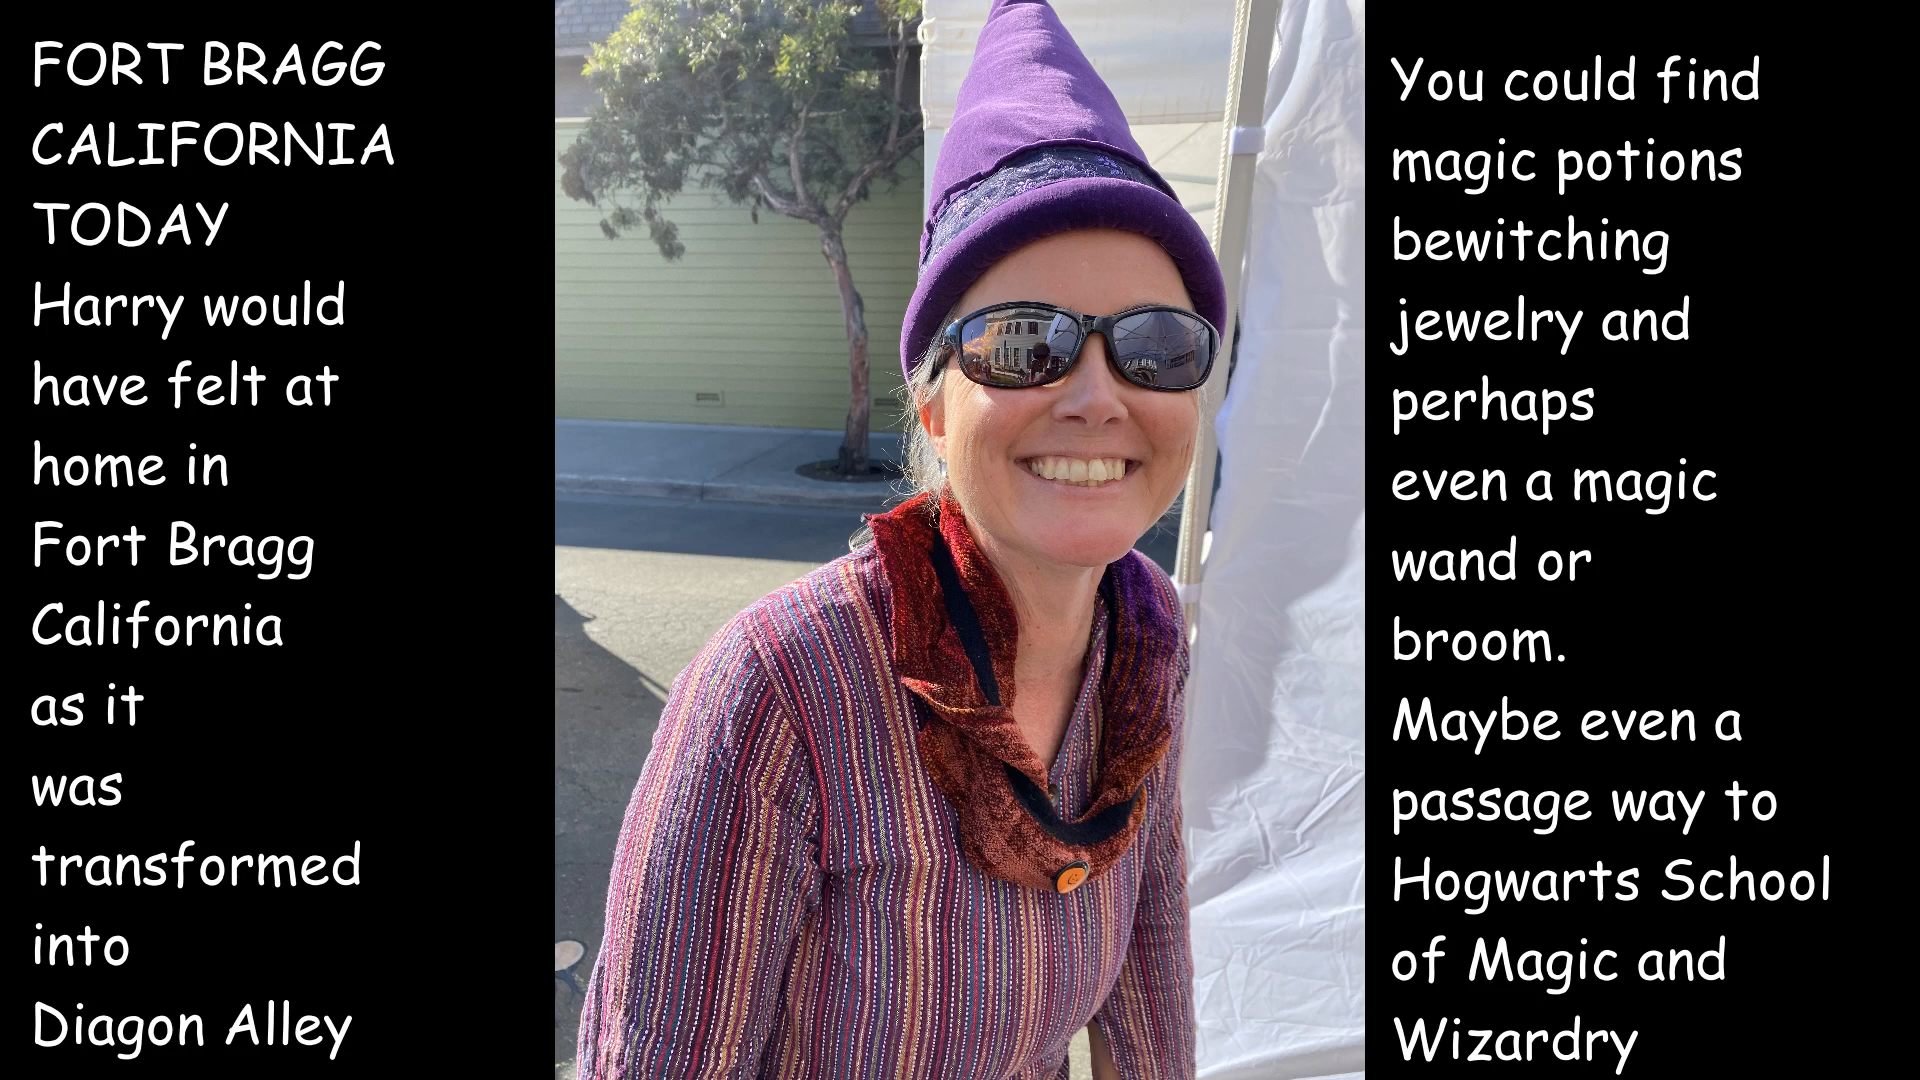 FORT BRAGG
CALIFORNIA
TODAY
Harry would
have felt at
home in
Fort Bragg
California
as it
was
transformed
into
Diagon Alley
You could find
magic potions
bewitching
jewelry and
perhaps
even a magic
wand or
broom.
Maybe even a
passage way to
Hogwarts School
of Magic and
Wizardry